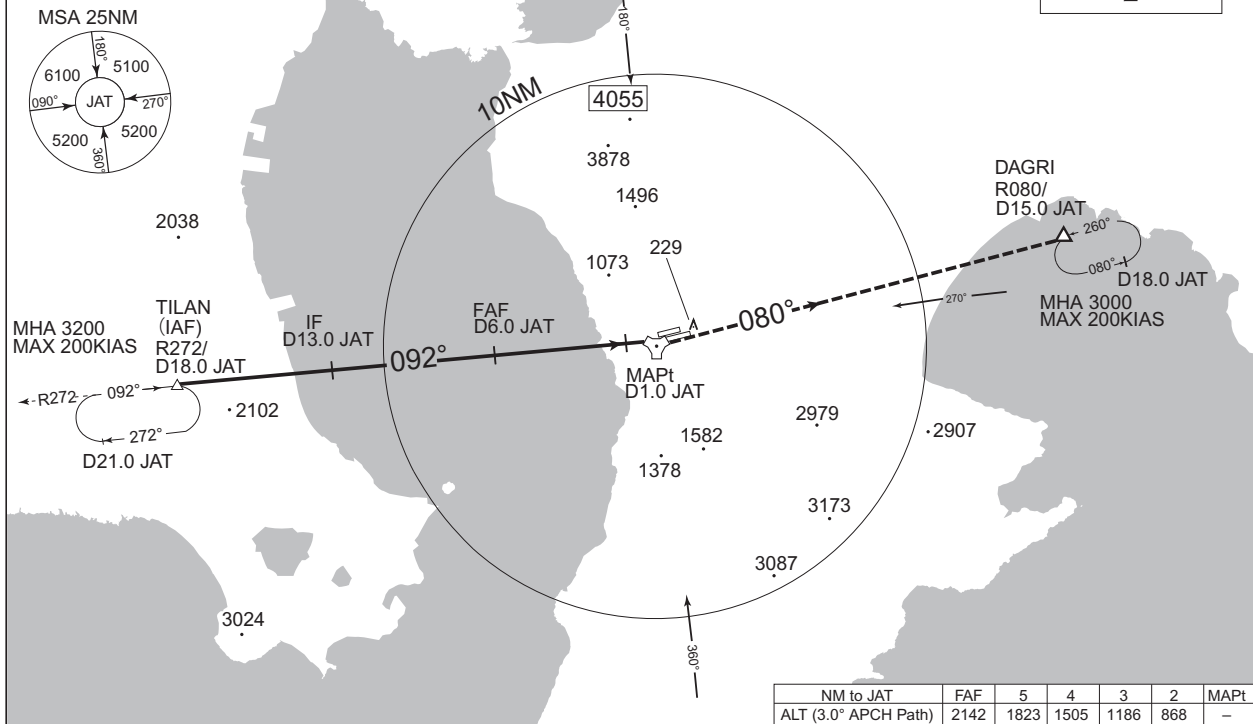 MSA 25NM
180°
6100
5100
JAT
090°
270°
5200
5200
360°
180°
4055
10NM
3878
1496
2038
1073
229
DAGRI
R080/
D15.0 JAT
260°
080°
D18.0 JAT
MHA 3000
MAX 200KIAS
270°
080°
TILAN
(IAF)
R272/
D18.0 JAT
MHA 3200
MAX 200KIAS
IF
D13.0 JAT
FAF
D6.0 JAT
092°
R272
092°
272°
D21.0 JAT
2102
MAPt
D1.0 JAT
2979
2907
1582
1378
3173
3087
3024
360°
NM to JAT FAF 5 4 3 2 MAPt
ALT (3.0° APCH Path) 2142 1823 1505 1186 868 –